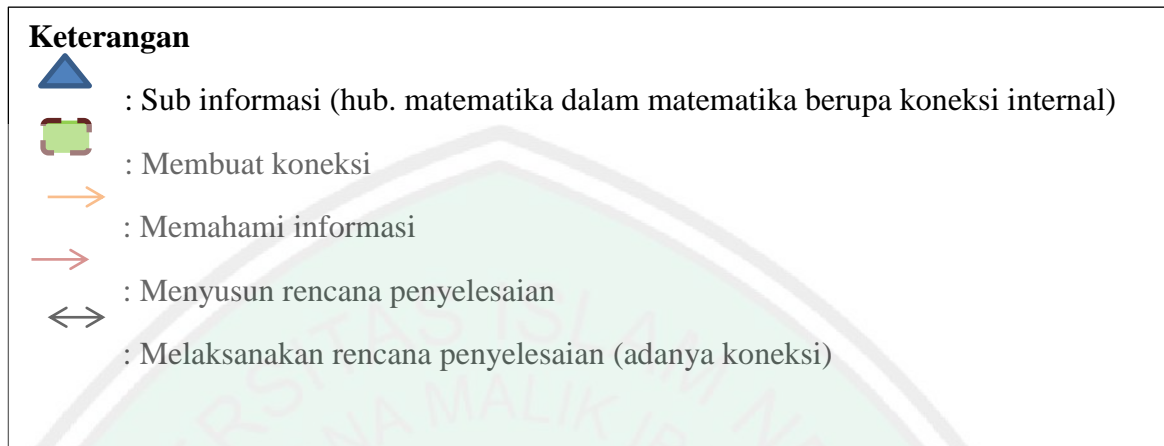 Keterangan
: Sub informasi (hub. matematika dalam matematika berupa koneksi internal)
: Membuat koneksi
: Memahami informasi
: Menyusun rencana penyelesaian
: Melaksanakan rencana penyelesaian (adanya koneksi)